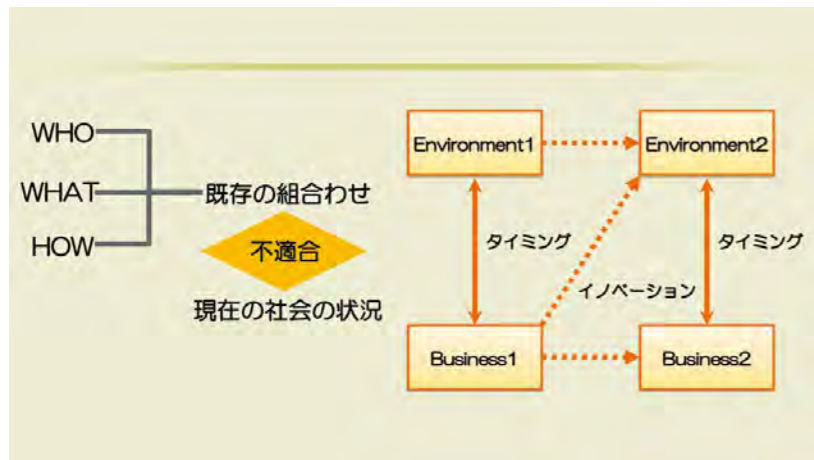 WHO
WHAT
HOW
既存の組合わせ
不適合
現在の社会の状況
Environment1
Environment2
タイミング
タイミング
イノベーション
Business1
Business2